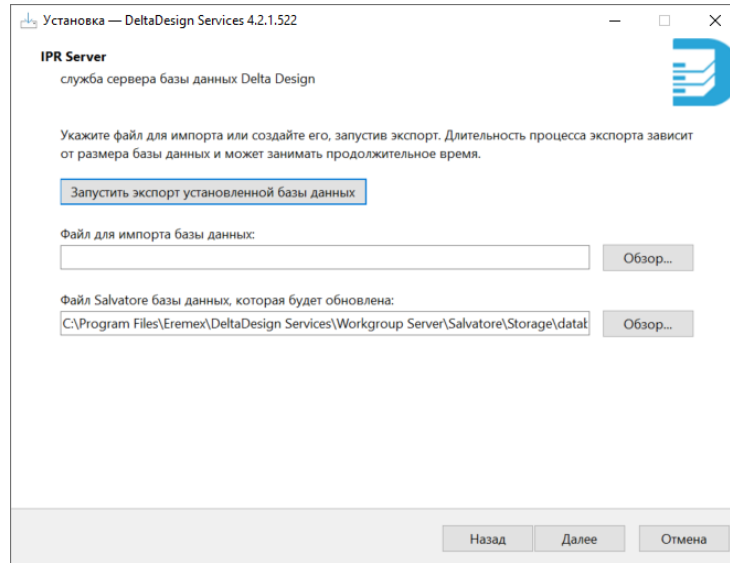 Установка — DeltaDesign Services 4.2.1.522
IPR Server
служба сервера базы данных Delta Design
Укажите файл для импорта или создайте его, запустив экспорт. Длительность процесса экспорта зависит
от размера базы данных и может занимать продолжительное время.
Запустить экспорт установленной базы данных
Файл для импорта базы данных:
Обзор...
Файл Salvatore базы данных, которая будет обновлена:
C:\Program Files\Eremex\DeltaDesign Services\Workgroup Server\Salvatore\Storage\datab
Обзор...
Назад
Далее
Отмена